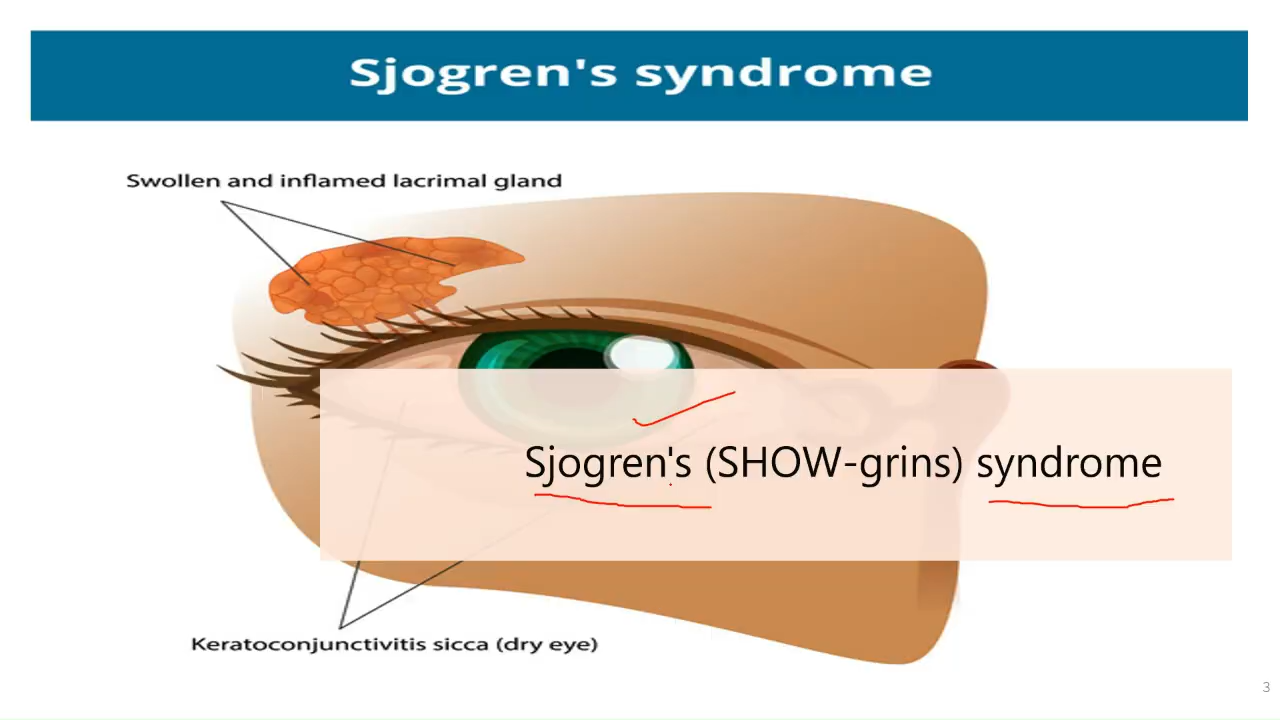 Sjogren's syndrome
Swollen and inflamed lacrimal gland
Sjogren's (SHOW-grins) syndrome
Keratoconjunctivitis sicca (dry eye)
3